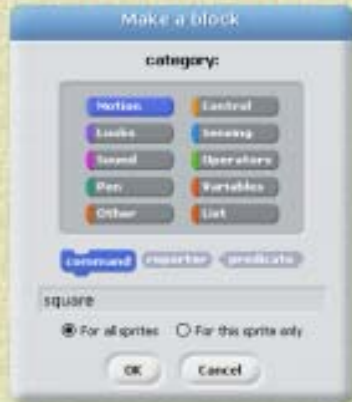 Make a block
category:
Motion Control
Looks Sensing
Sound Operators
Pen Variables
Other List
command reporter predicate
square
For all sprites For this sprite only
OK Cancel